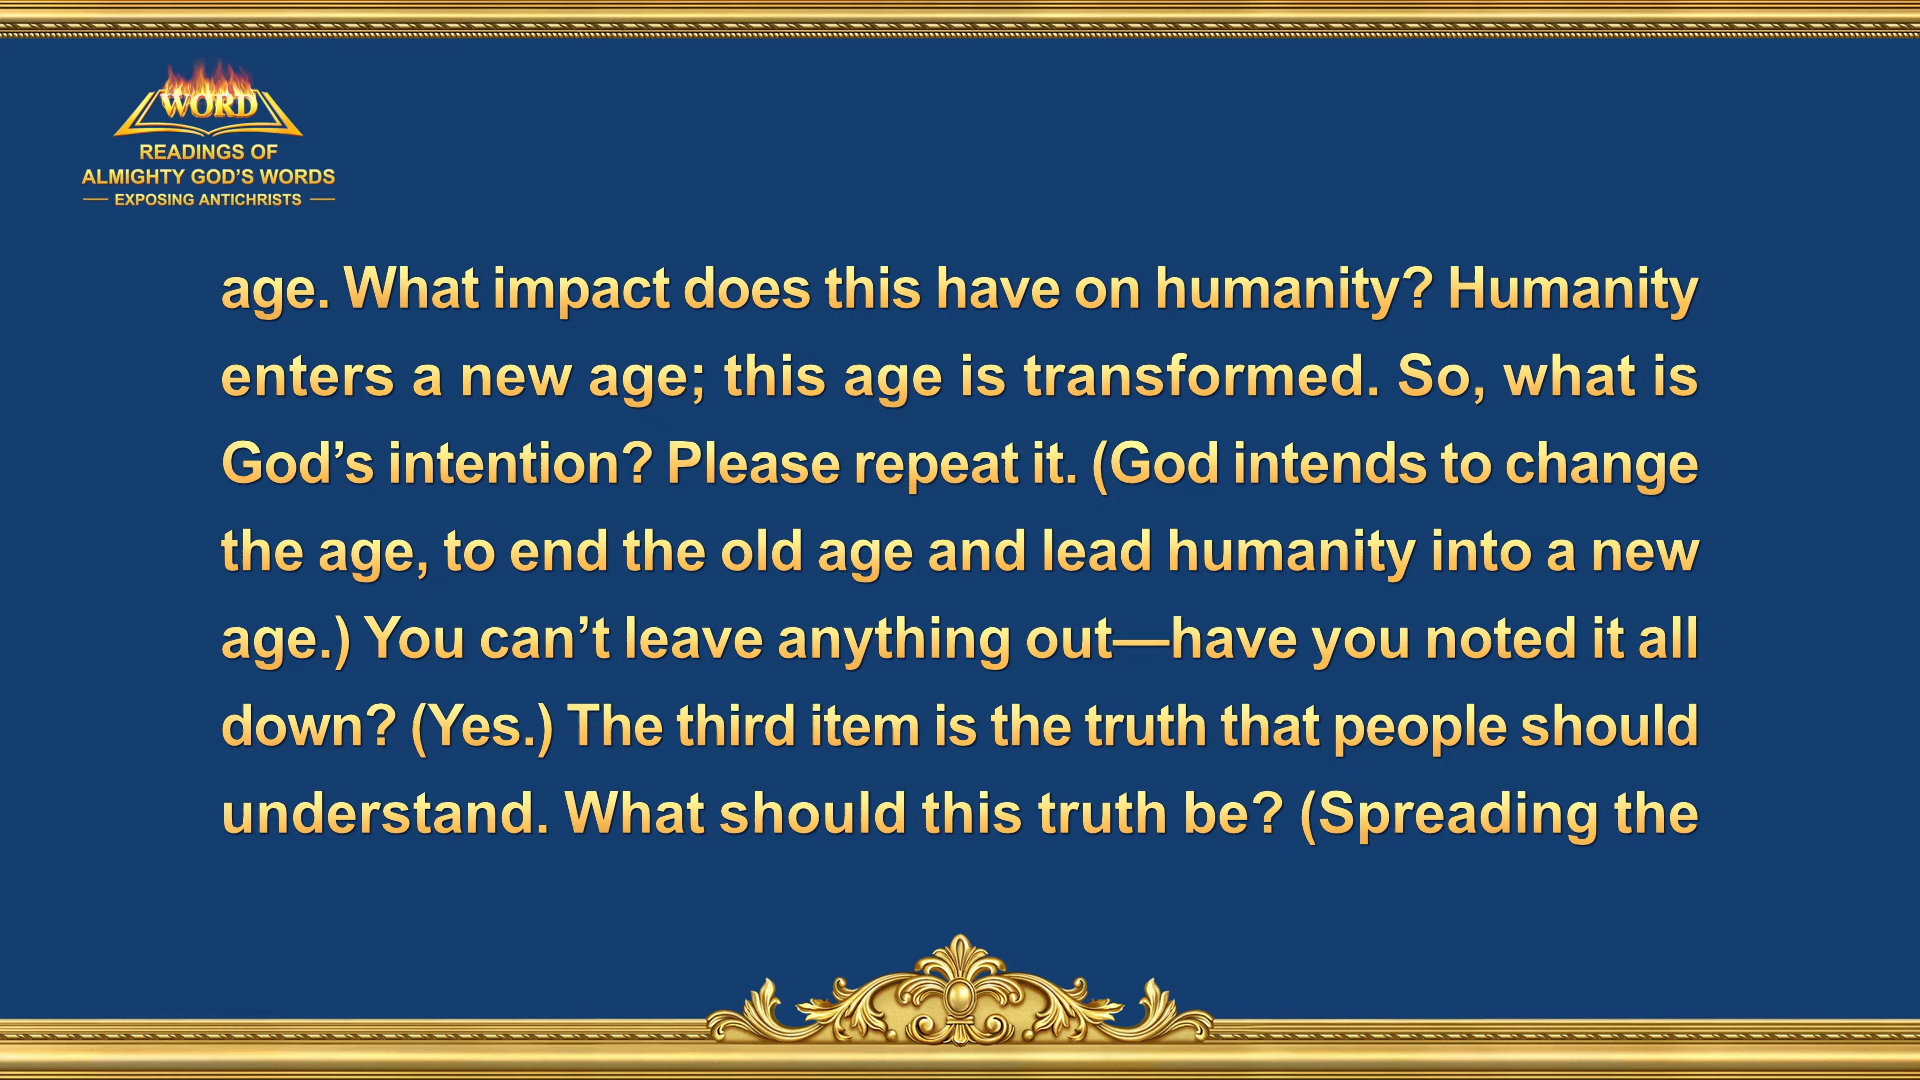 WORD
READINGS OF
ALMIGHTY GOD’S WORDS
EXPOSING ANTICHRISTS
age. What impact does this have on humanity? Humanity
enters a new age; this age is transformed. So, what is
God’s intention? Please repeat it. (God intends to change
the age, to end the old age and lead humanity into a new
age.) You can’t leave anything out—have you noted it all
down? (Yes.) The third item is the truth that people should
understand. What should this truth be? (Spreading the